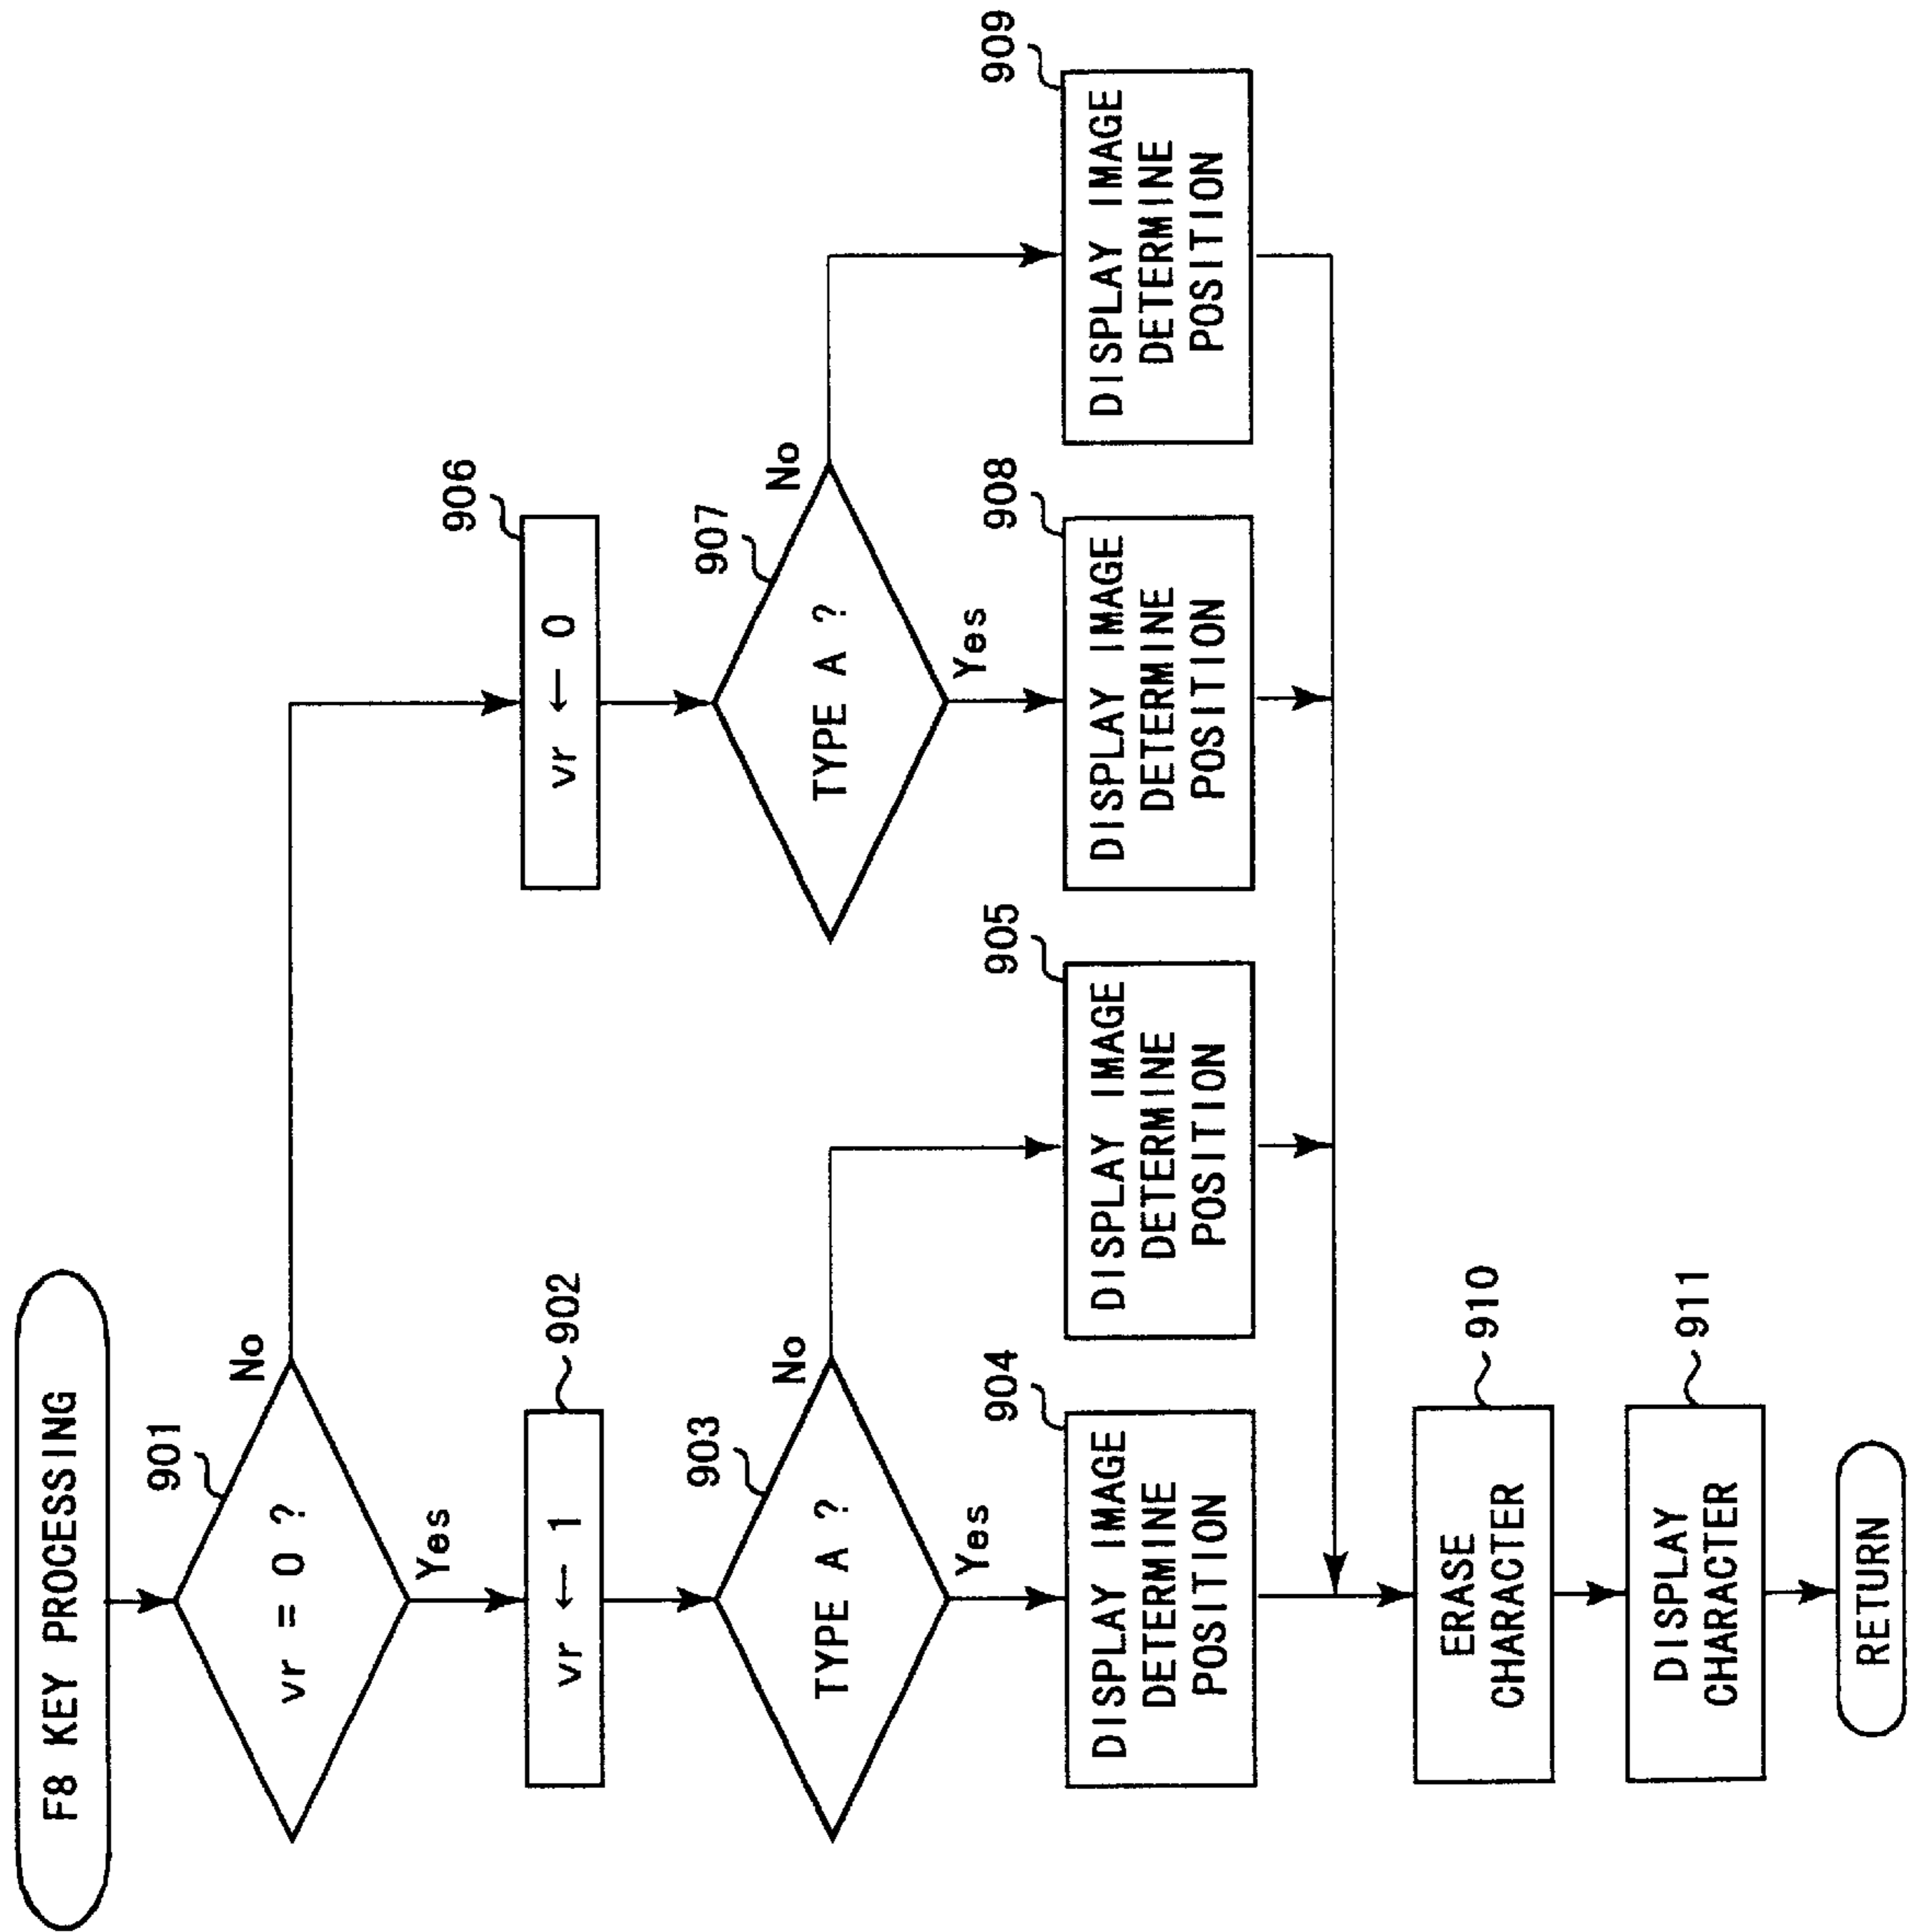 F8 KEY PROCESSING
901
vr = 0 ?
No
Yes
902
vr ← 1
906
vr ← 0
903
TYPE A ?
No
Yes
907
TYPE A ?
No
Yes
904
DISPLAY IMAGE
DETERMINE
POSITION
905
DISPLAY IMAGE
DETERMINE
POSITION
908
DISPLAY IMAGE
DETERMINE
POSITION
909
DISPLAY IMAGE
DETERMINE
POSITION
910
ERASE
CHARACTER
911
DISPLAY
CHARACTER
RETURN